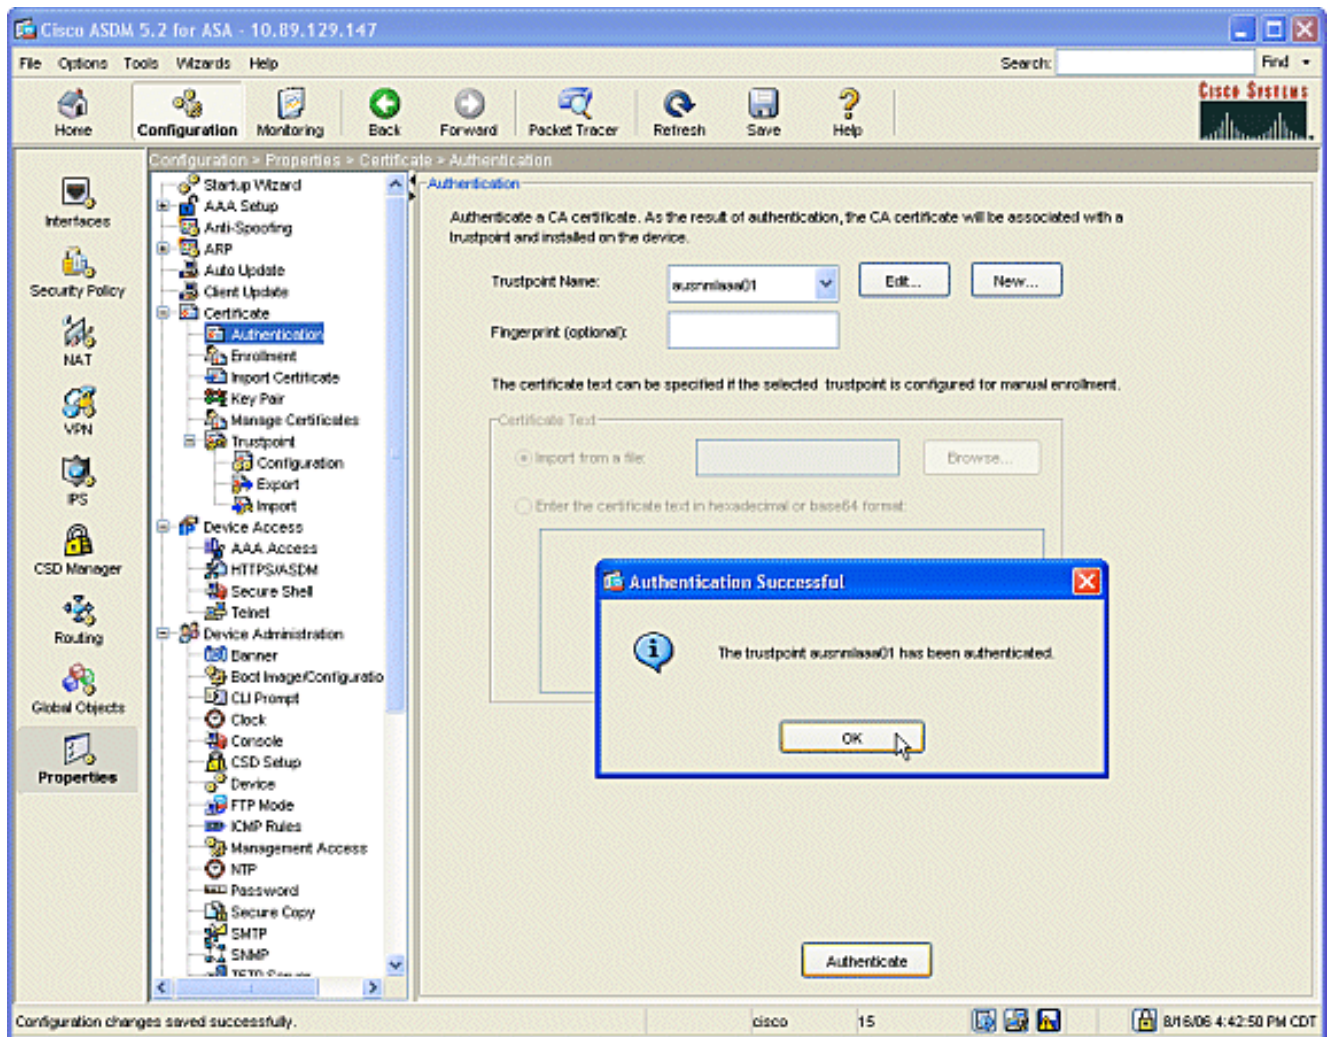 Cisco ASDM 5.2 for ASA - 10.89.129.147
File Options Tools Wizards Help Search: Find
Home Configuration Monitoring Back Forward Packet Tracer Refresh Save Help
CISCO SYSTEMS
Configuration > Properties > Certificate > Authentication
Interfaces
Security Policy
NAT
VPN
IPS
CSD Manager
Routing
Global Objects
Properties
Startup Wizard
AAA Setup
Anti-Spoofing
ARP
Auto Update
Client Update
Certificate
Authentication
Enrollment
Import Certificate
Key Pair
Manage Certificates
Trustpoint
Configuration
Export
Import
Device Access
AAA Access
HTTPS/ASDM
Secure Shell
Telnet
Device Administration
Banner
Boot Image/Configuratio
CLI Prompt
Clock
Console
CSD Setup
Device
FTP Mode
ICMP Rules
Management Access
NTP
Password
Secure Copy
SMTP
SNMP
Authentication
Authenticate a CA certificate. As the result of authentication, the CA certificate will be associated with a
trustpoint and installed on the device.
Trustpoint Name: ausnmlaaa01 Edit... New...
Fingerprint (optional):
The certificate text can be specified if the selected trustpoint is configured for manual enrollment.
Certificate Text
Import from a file: Browse...
Enter the certificate text in hexadecimal or base64 format:
Authentication Successful
The trustpoint ausnmlaaa01 has been authenticated.
OK
Authenticate
Configuration changes saved successfully. cisco 15 8/16/06 4:42:50 PM CDT